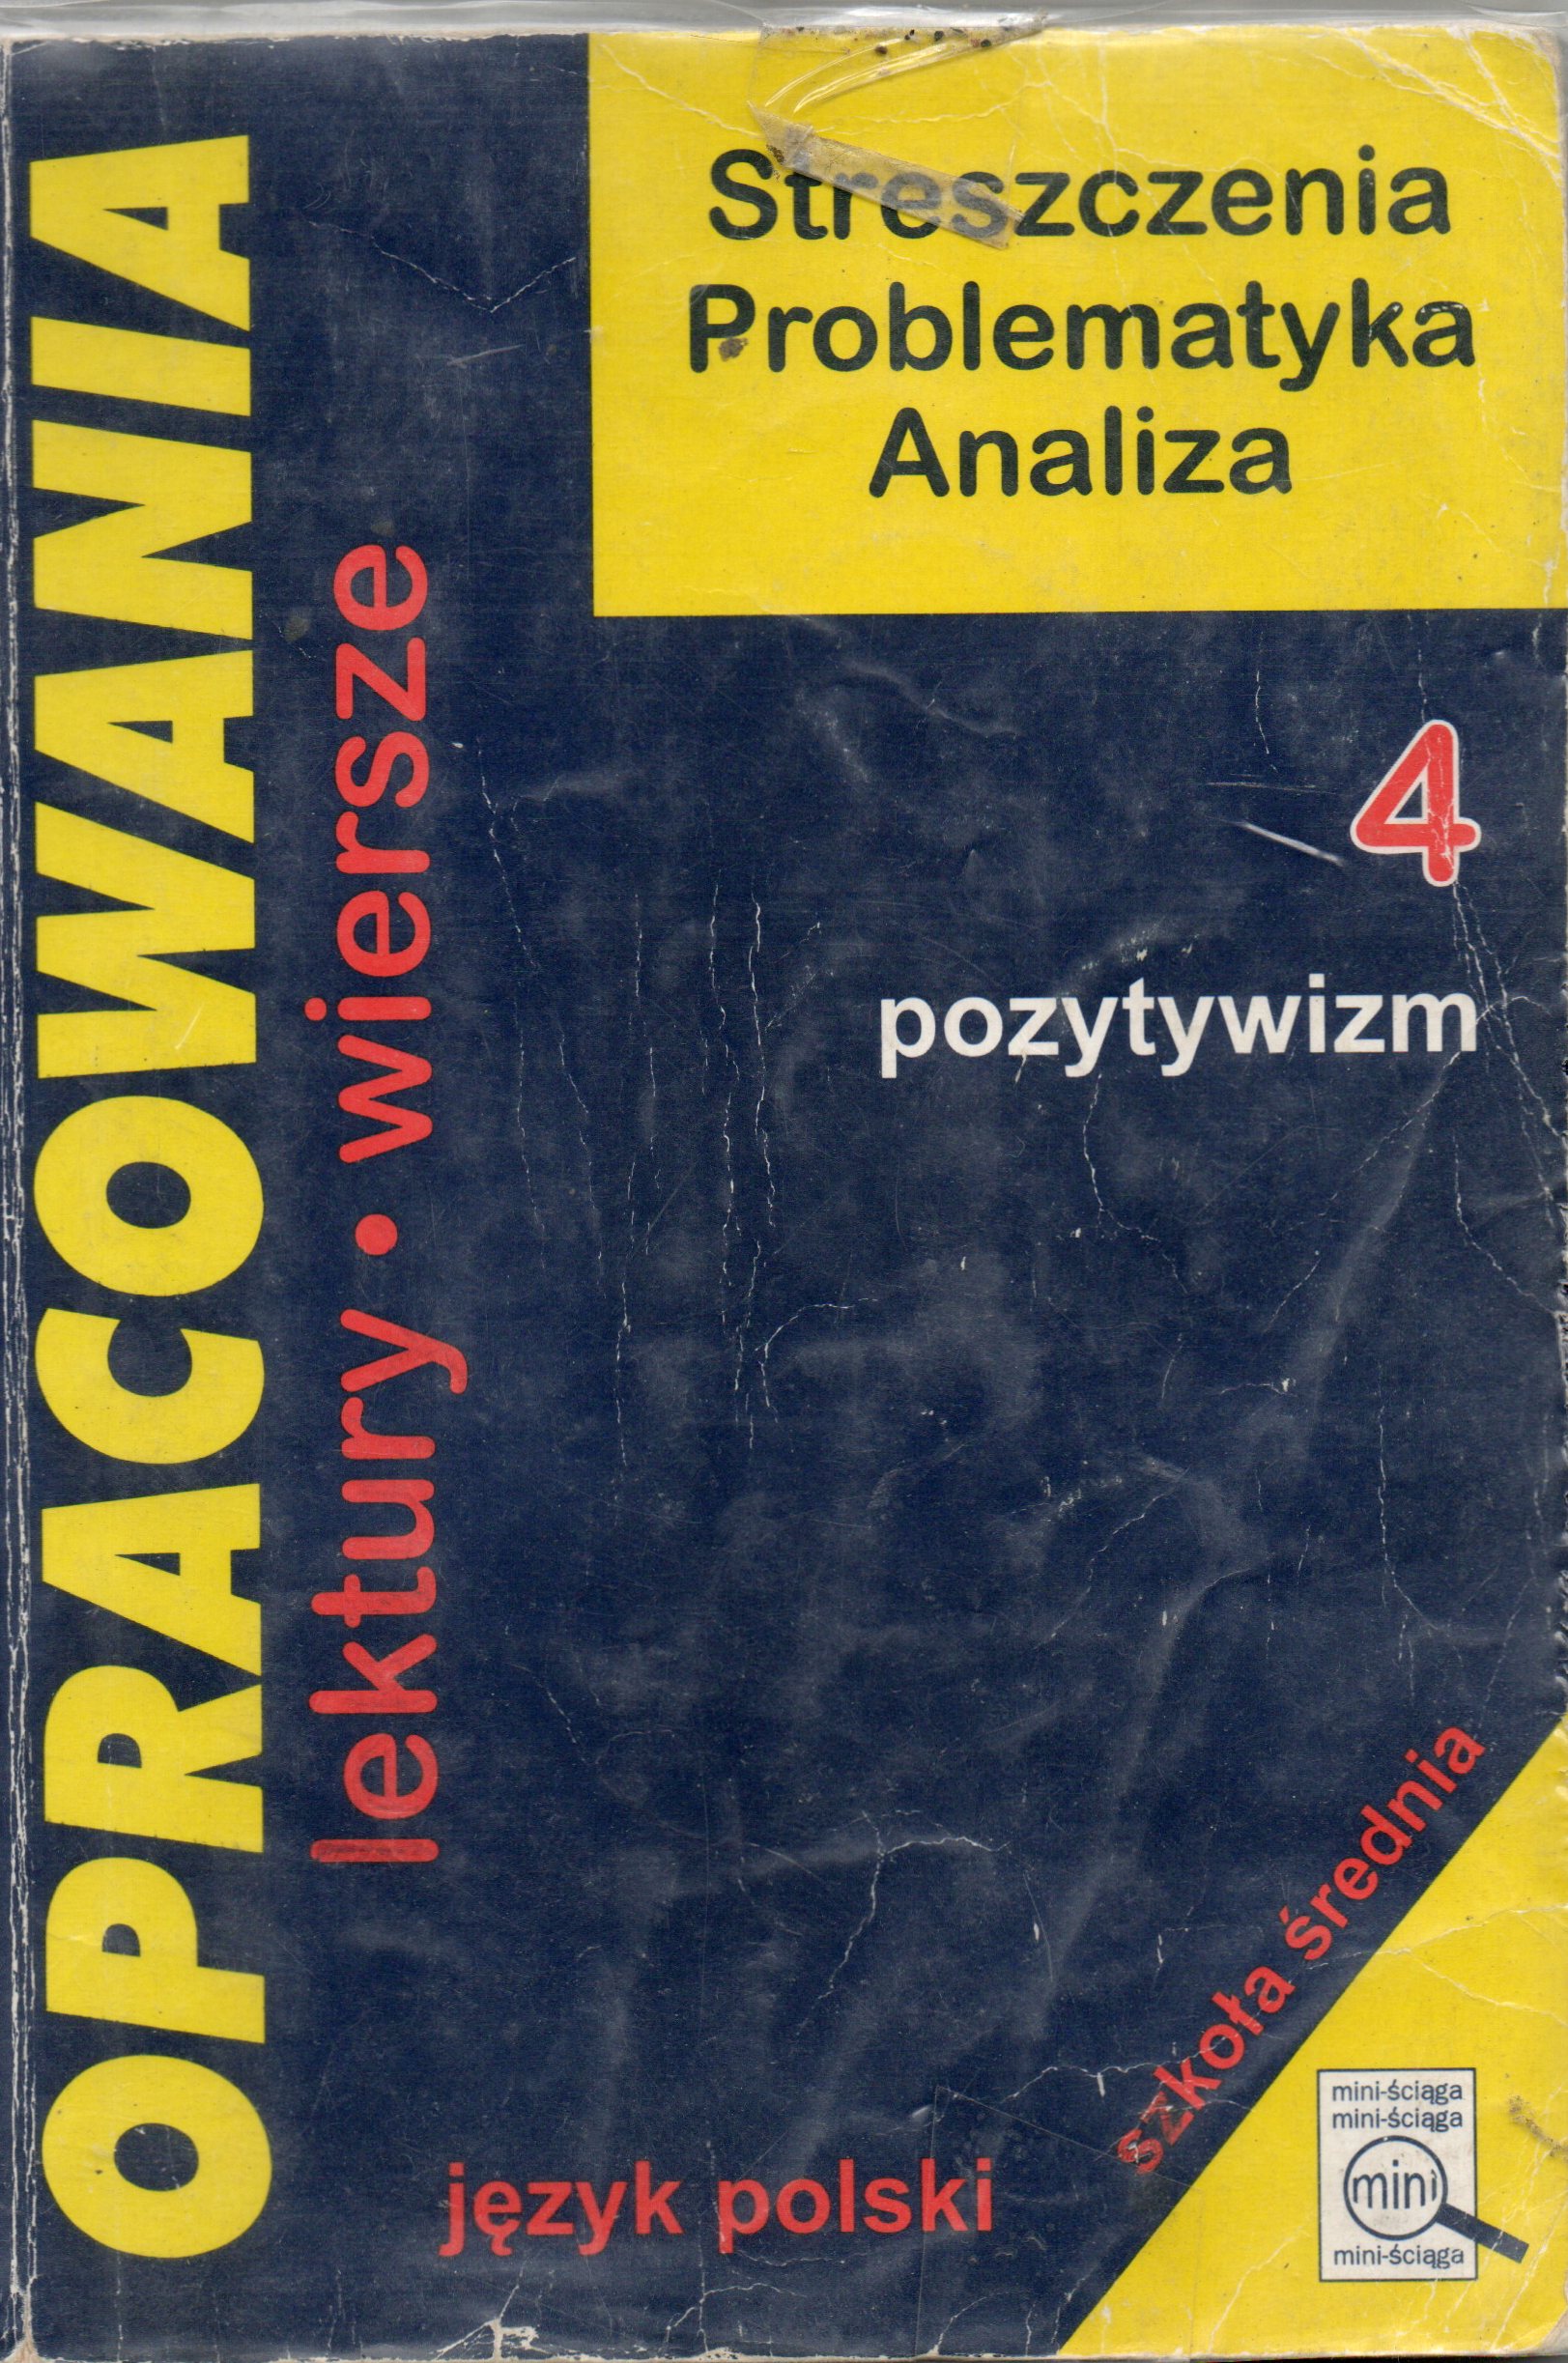 OPRACOWANIA
lektury • wiersze
Streszczenia
Problematyka
Analiza
4
pozytywizm
szkoła średnia
język polski
mini-ściąga
mini-ściąga
mini
mini-ściąga